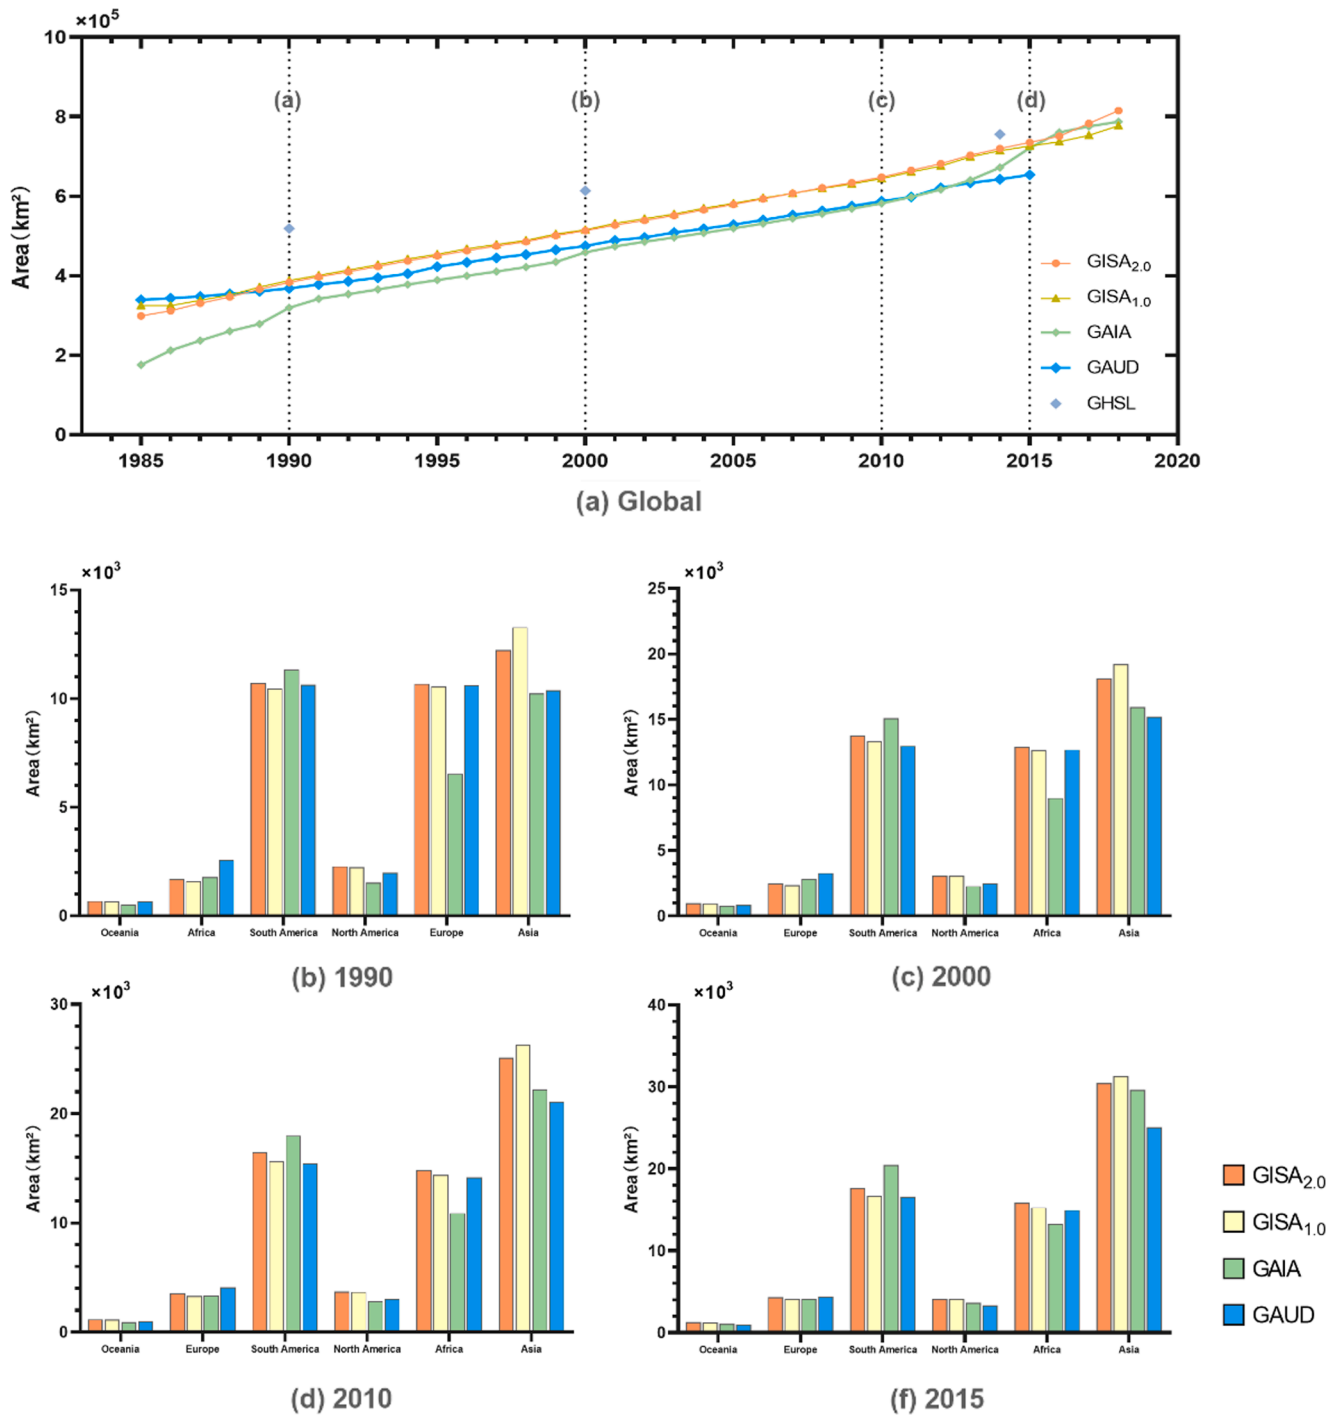 ×10⁵
10
8
6
4
2
0
Area (km²)
(a) (b) (c) (d)
GISA₂.₀
GISA₁.₀
GAIA
GAUD
GHSL
1985 1990 1995 2000 2005 2010 2015 2020
(a) Global
×10³
15
10
5
0
Area (km²)
Oceania Africa South America North America Europe Asia
(b) 1990
×10³
25
20
15
10
5
0
Area (km²)
Oceania Europe South America North America Africa Asia
(c) 2000
×10³
30
20
10
0
Area (km²)
Oceania Europe South America North America Africa Asia
(d) 2010
×10³
40
30
20
10
0
Area (km²)
Oceania Europe South America North America Africa Asia
(f) 2015
GISA₂.₀
GISA₁.₀
GAIA
GAUD